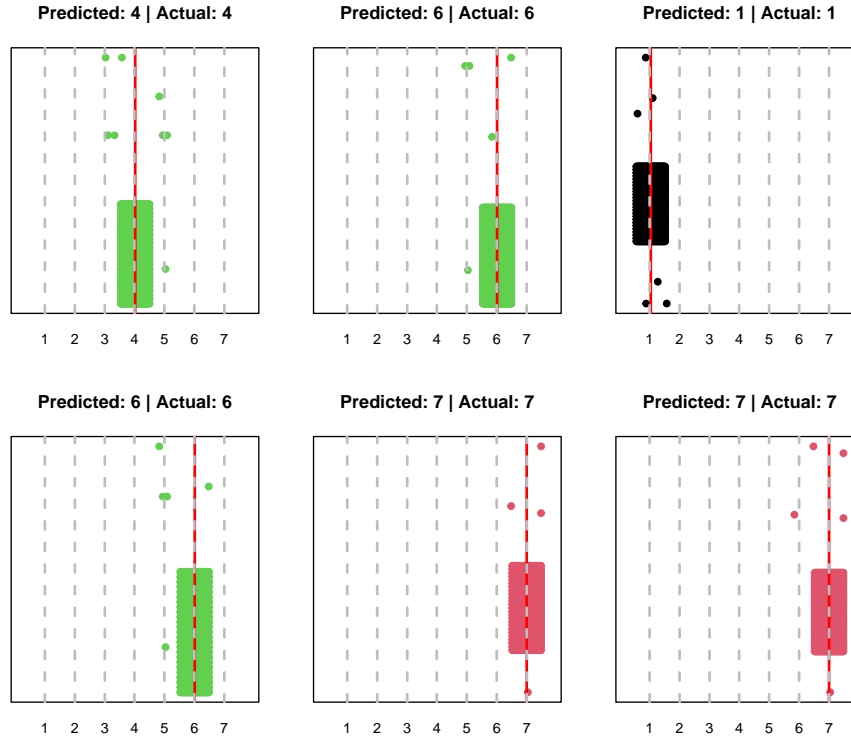 Predicted: 4 | Actual: 4
Predicted: 6 | Actual: 6
Predicted: 1 | Actual: 1
1 2 3 4 5 6 7
1 2 3 4 5 6 7
1 2 3 4 5 6 7
Predicted: 6 | Actual: 6
Predicted: 7 | Actual: 7
Predicted: 7 | Actual: 7
1 2 3 4 5 6 7
1 2 3 4 5 6 7
1 2 3 4 5 6 7